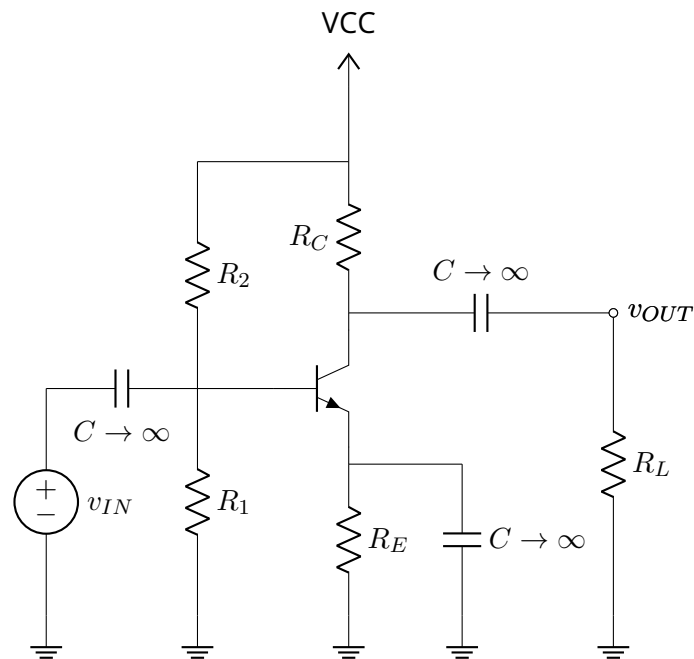 VCC
R_C
R_2
C → ∞
v_OUT
C → ∞
+
−
v_IN
R_1
R_E
C → ∞
R_L